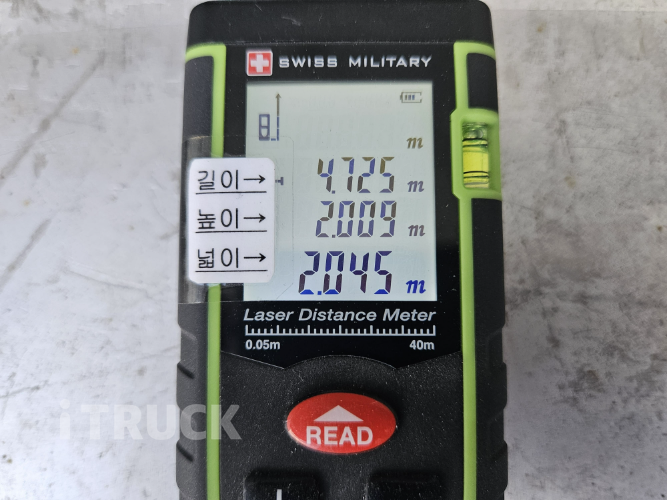 SWISS MILITARY
m
길이→ 4.725 m
높이→ 2.009 m
넓이→ 2.045 m
Laser Distance Meter
0.05m 40m
READ
iTRUCK